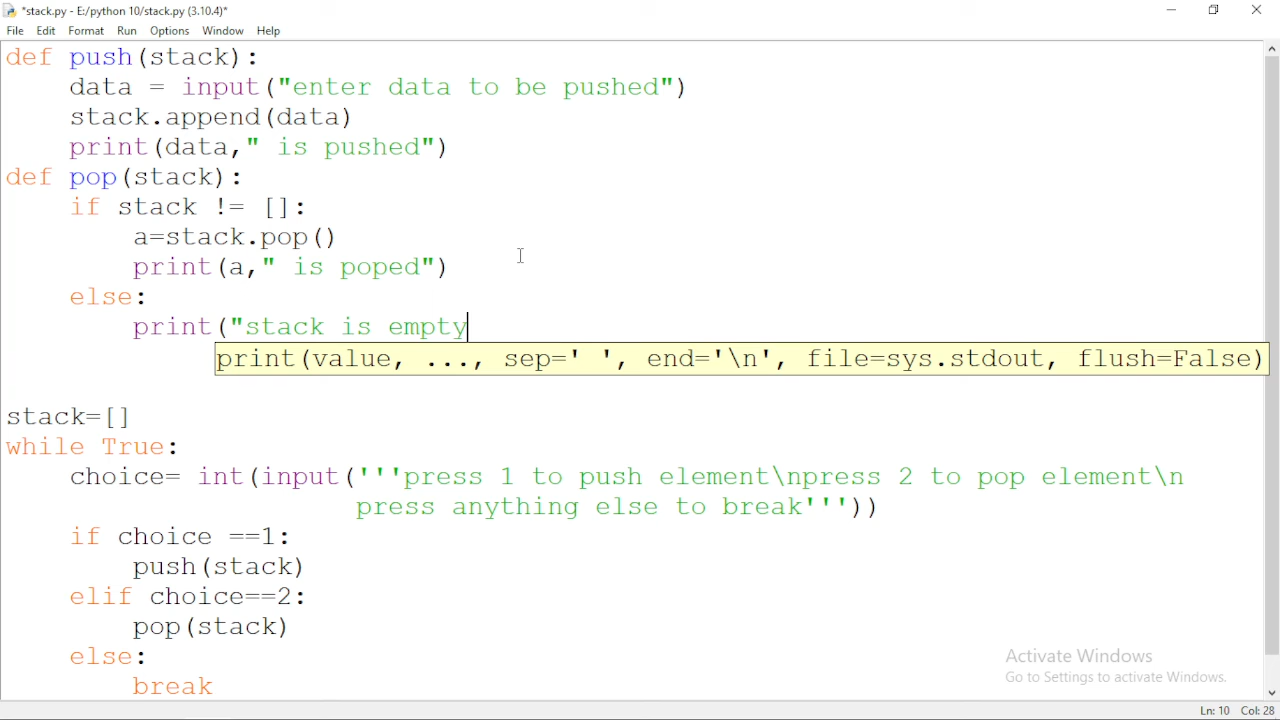 *stack.py - E:/python 10/stack.py (3.10.4)*
File Edit Format Run Options Window Help
def push(stack):
    data = input("enter data to be pushed")
    stack.append(data)
    print(data," is pushed")
def pop(stack):
    if stack != []:
        a=stack.pop()
        print(a," is poped")
    else:
        print("stack is empty
print(value, ..., sep=' ', end='\n', file=sys.stdout, flush=False)
stack=[]
while True:
    choice= int(input('''press 1 to push element\npress 2 to pop element\n
                      press anything else to break'''))
    if choice ==1:
        push(stack)
    elif choice==2:
        pop(stack)
    else:
        break
Activate Windows
Go to Settings to activate Windows.
Ln: 10 Col: 28